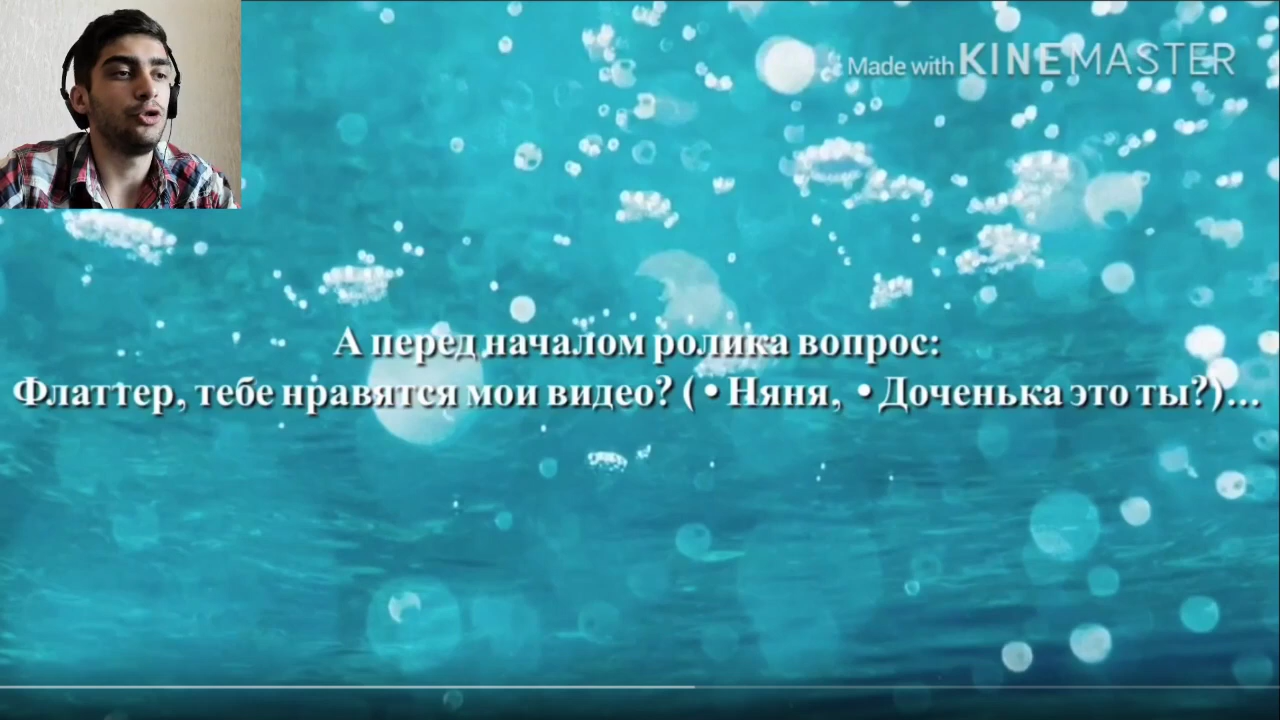 Made with KINEMASTER
А перед началом ролика вопрос:
Флаттер, тебе нравятся мои видео? ( • Няня,  • Доченька это ты?)...